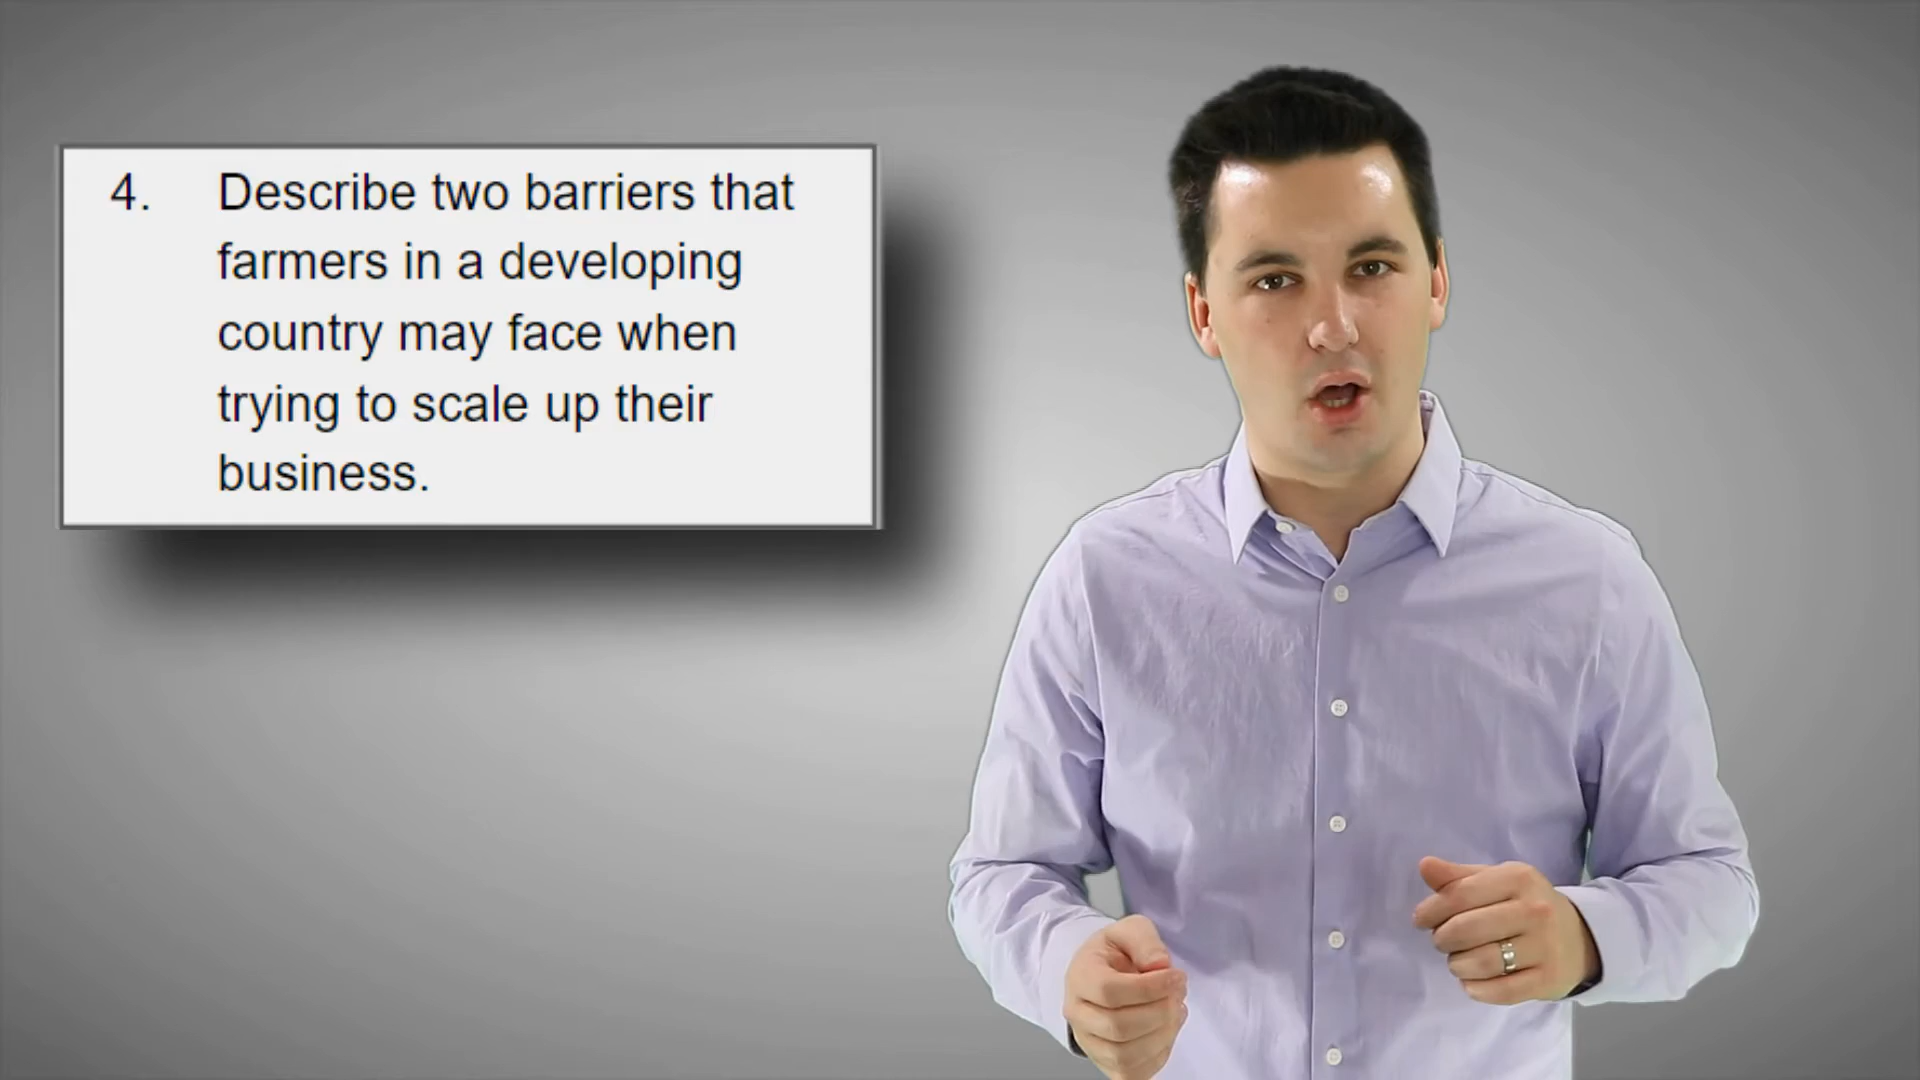 4. Describe two barriers that
farmers in a developing
country may face when
trying to scale up their
business.